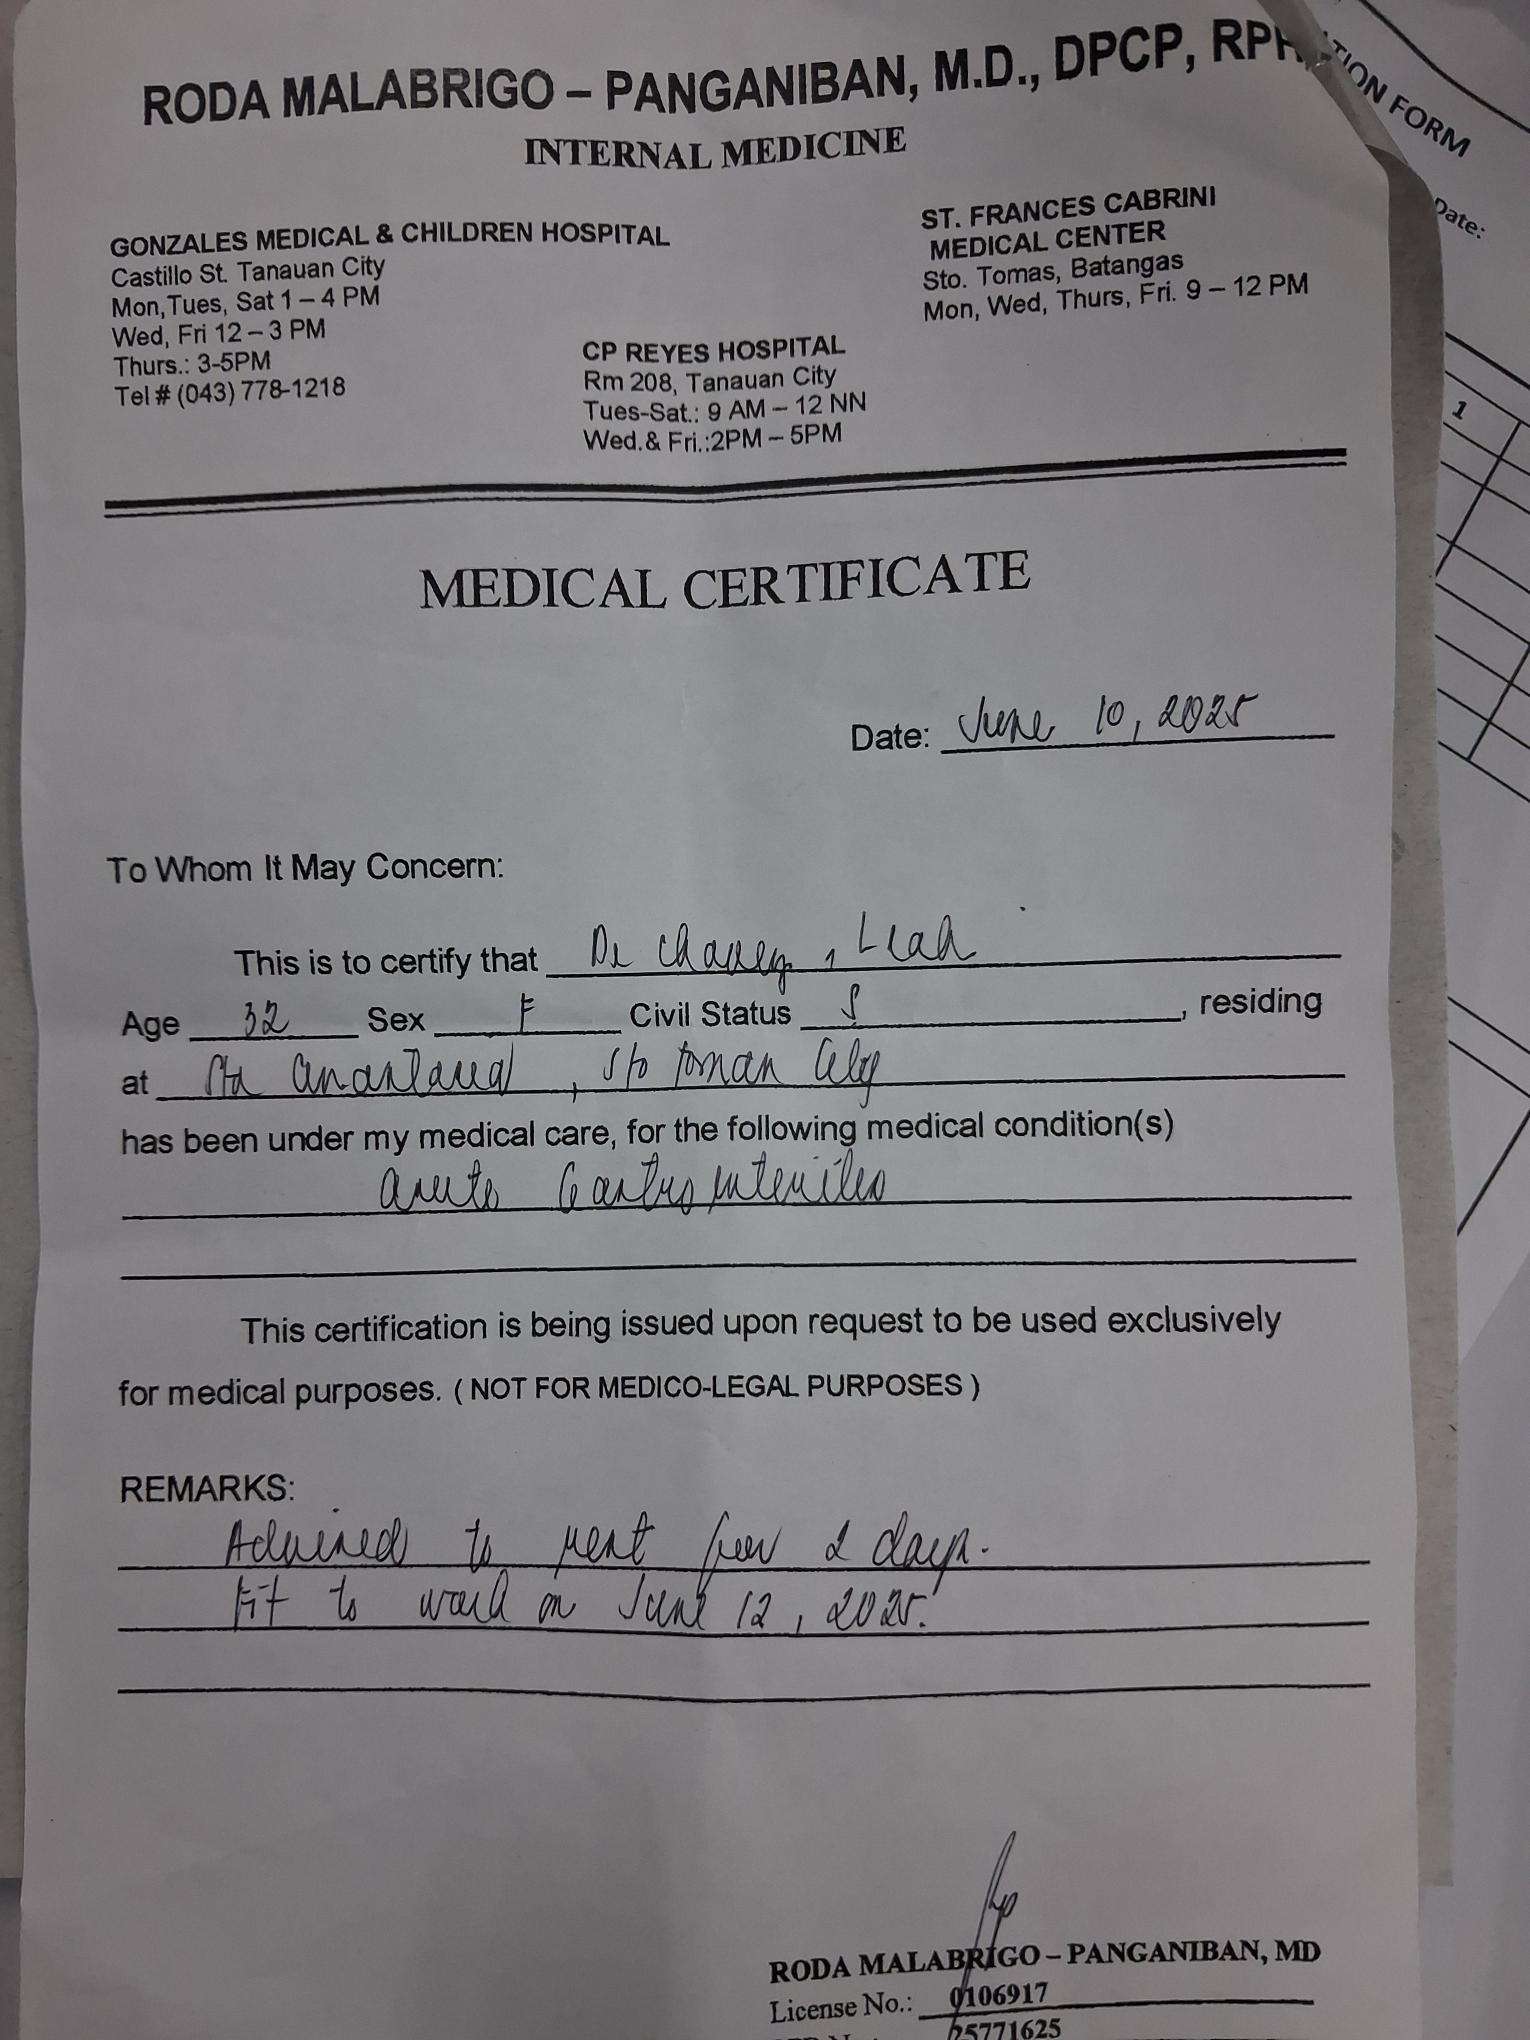 RODA MALABRIGO – PANGANIBAN, M.D., DPCP, RPH
INTERNAL MEDICINE
GONZALES MEDICAL & CHILDREN HOSPITAL
Castillo St. Tanauan City
Mon,Tues, Sat 1 – 4 PM
Wed, Fri 12 – 3 PM
Thurs.: 3-5PM
Tel # (043) 778-1218
CP REYES HOSPITAL
Rm 208, Tanauan City
Tues-Sat.: 9 AM – 12 NN
Wed.& Fri.:2PM – 5PM
ST. FRANCES CABRINI
MEDICAL CENTER
Sto. Tomas, Batangas
Mon, Wed, Thurs, Fri. 9 – 12 PM
MEDICAL CERTIFICATE
Date: June 10, 2025
To Whom It May Concern:
This is to certify that De Chavez, Leah
Age 32 Sex F Civil Status S, residing
at Sta , Sto Tomas City
has been under my medical care, for the following medical condition(s)
Acute Gastroenteritis
This certification is being issued upon request to be used exclusively
for medical purposes. ( NOT FOR MEDICO-LEGAL PURPOSES )
REMARKS:
Advised to rest for 2 days.
Fit to work on June 12, 2025.
RODA MALABRIGO – PANGANIBAN, MD
License No.: 0106917
25771625
TION FORM
Date:
1